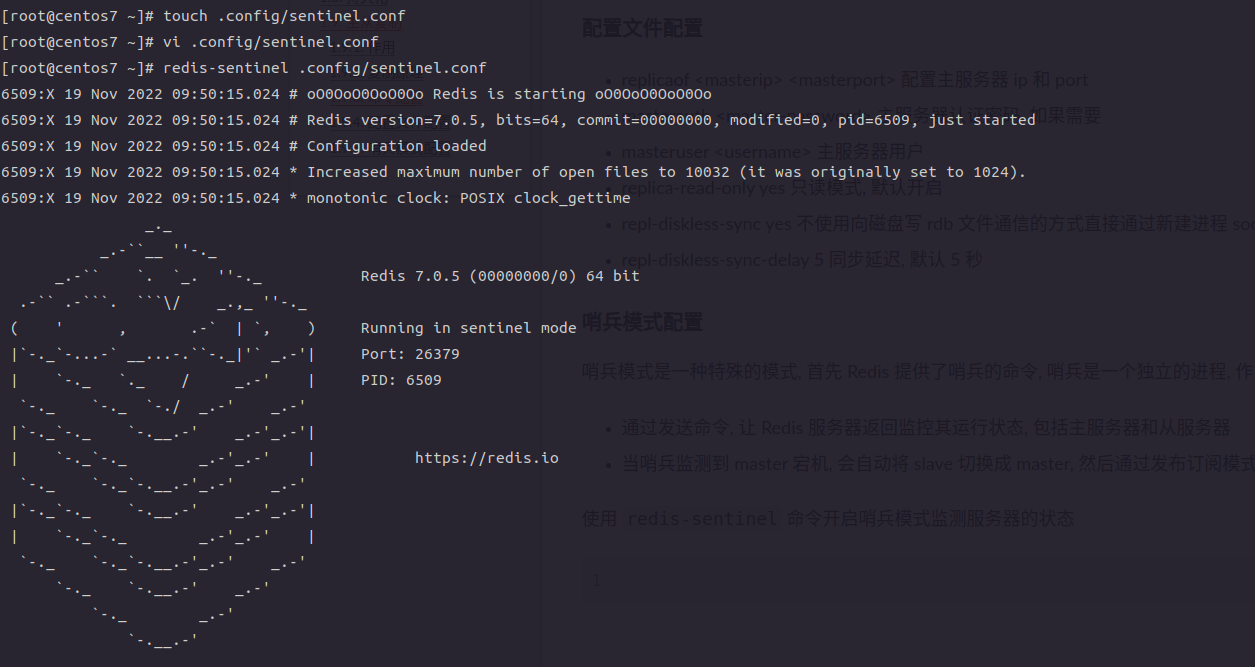 [root@centos7 ~]# touch .config/sentinel.conf
[root@centos7 ~]# vi .config/sentinel.conf
[root@centos7 ~]# redis-sentinel .config/sentinel.conf
6509:X 19 Nov 2022 09:50:15.024 # oO0OoO0OoO0Oo Redis is starting oO0OoO0OoO0Oo
6509:X 19 Nov 2022 09:50:15.024 # Redis version=7.0.5, bits=64, commit=00000000, modified=0, pid=6509, just started
6509:X 19 Nov 2022 09:50:15.024 # Configuration loaded
6509:X 19 Nov 2022 09:50:15.024 * Increased maximum number of open files to 10032 (it was originally set to 1024).
6509:X 19 Nov 2022 09:50:15.024 * monotonic clock: POSIX clock_gettime
Redis 7.0.5 (00000000/0) 64 bit
Running in sentinel mode
Port: 26379
PID: 6509
https://redis.io
配置文件配置
replicaof <masterip> <masterport> 配置主服务器 ip 和 port
如果需要
masteruser <username> 主服务器用户
replica-read-only yes 只读模式, 默认开启
repl-diskless-sync yes 不使用向磁盘写 rdb 文件通信的方式直接通过新建进程 soc
repl-diskless-sync-delay 5 同步延迟, 默认 5 秒
哨兵模式配置
哨兵模式是一种特殊的模式, 首先 Redis 提供了哨兵的命令, 哨兵是一个独立的进程, 作
通过发送命令, 让 Redis 服务器返回监控其运行状态, 包括主服务器和从服务器
当哨兵监测到 master 宕机, 会自动将 slave 切换成 master, 然后通过发布订阅模式
使用 redis-sentinel 命令开启哨兵模式监测服务器的状态
1